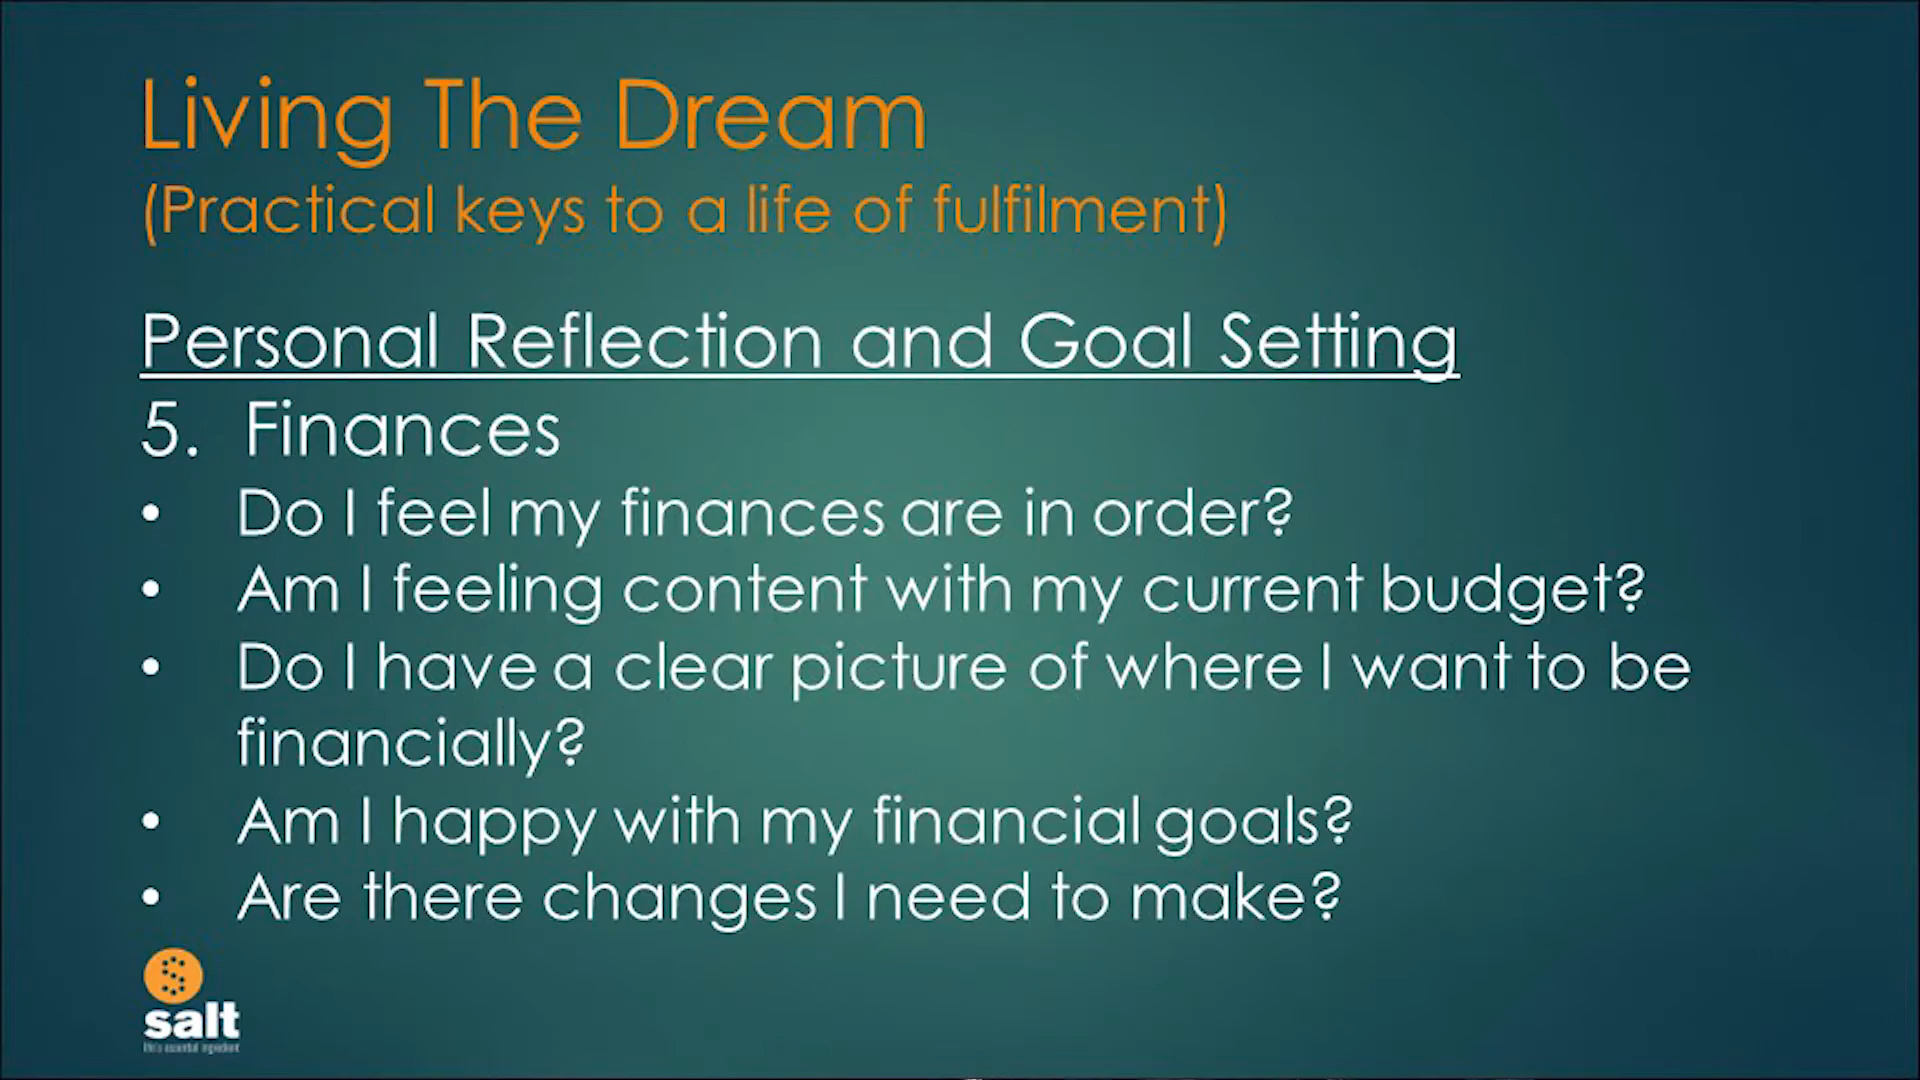 Living The Dream
(Practical keys to a life of fulfilment)
Personal Reflection and Goal Setting
5. Finances
• Do I feel my finances are in order?
• Am I feeling content with my current budget?
• Do I have a clear picture of where I want to be
financially?
• Am I happy with my financial goals?
• Are there changes I need to make?
S
salt